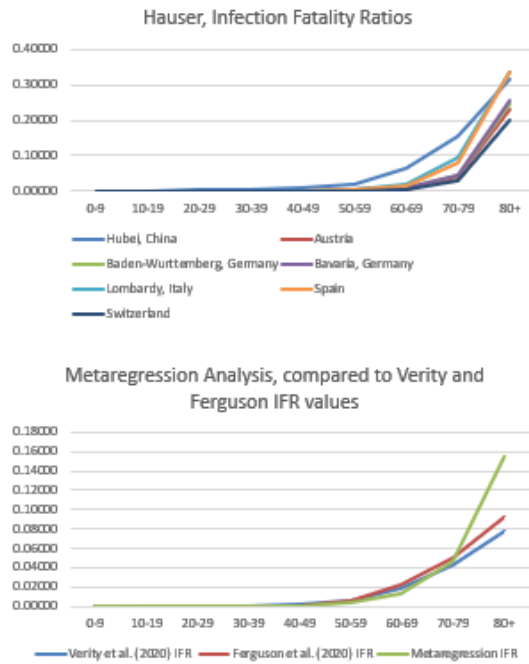 Hauser, Infection Fatality Ratios
0.40000
0.30000
0.20000
0.10000
0.00000
0-9 10-19 20-29 30-39 40-49 50-59 60-69 70-79 80+
Hubei, China Austria
Baden-Wurttemberg, Germany Bavaria, Germany
Lombardy, Italy Spain
Switzerland
Metaregression Analysis, compared to Verity and
Ferguson IFR values
0.18000
0.16000
0.14000
0.12000
0.10000
0.08000
0.06000
0.04000
0.02000
0.00000
0-9 10-19 20-29 30-39 40-49 50-59 60-69 70-79 80+
Verity et al. (2020) IFR Ferguson et al. (2020) IFR Metaregression IFR